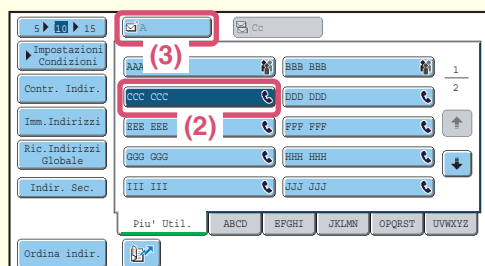 5 10 15
A
Cc
Impostazioni
Condizioni
(3)
AAA
BBB BBB
1
2
Contr. Indir.
CCC CCC
DDD DDD
Imm.Indirizzi
EEE EEE
(2)
FFF FFF
Ric.Indirizzi
Globale
GGG GGG
HHH HHH
Indir. Sec.
III III
JJJ JJJ
Piu' Util.
ABCD
EFGHI
JKLMN
OPQRST
UVWXYZ
Ordina indir.